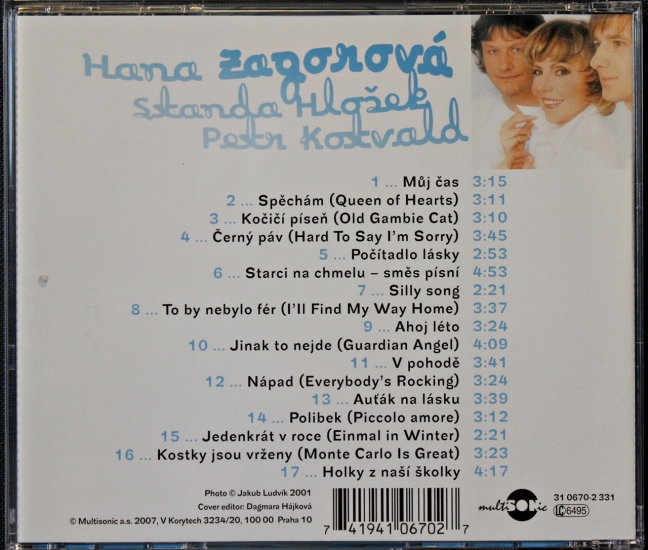 Hana Zagorová
Standa Hložek
Petr Kotvald
1 ... Můj čas 3:15
2 ... Spěchám (Queen of Hearts) 3:11
3 ... Kočičí píseň (Old Gambie Cat) 3:10
4 ... Černý páv (Hard To Say I'm Sorry) 3:45
5 ... Počítadlo lásky 2:53
6 ... Starci na chmelu – směs písní 4:53
7 ... Silly song 2:21
8 ... To by nebylo fér (I'll Find My Way Home) 3:37
9 ... Ahoj léto 3:24
10 ... Jinak to nejde (Guardian Angel) 4:09
11 ... V pohodě 3:41
12 ... Nápad (Everybody's Rocking) 3:24
13 ... Auťák na lásku 3:39
14 ... Polibek (Piccolo amore) 3:12
15 ... Jedenkrát v roce (Einmal in Winter) 2:21
16 ... Kostky jsou vrženy (Monte Carlo Is Great) 3:23
17 ... Holky z naší školky 4:17
Photo © Jakub Ludvík 2001
Cover editor: Dagmara Hájková
© Multisonic a.s. 2007, V Korytech 3234/20, 100 00 Praha 10
7 41941 06702 7
multiSONic
31 0670-2 331
LC 6495